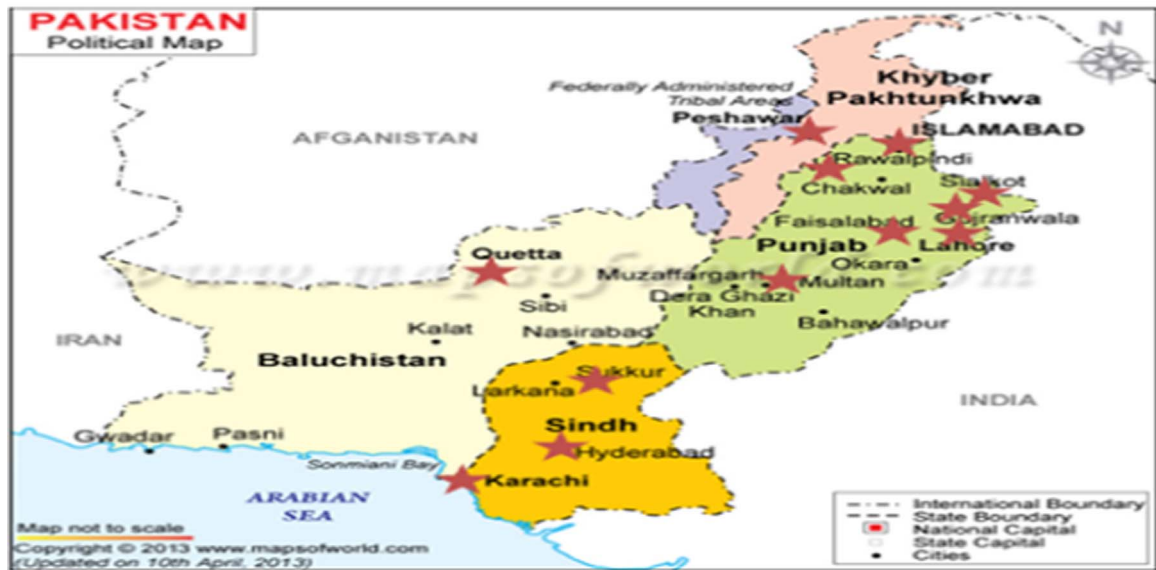 PAKISTAN
Political Map
N
Khyber
Pakhtunkhwa
Federally Administered
Tribal Areas
Peshawar
ISLAMABAD
AFGANISTAN
Rawalpindi
Chakwal
Sialkot
Faisalabad
Gujranwala
Punjab
Lahore
Quetta
Okara
Muzaffargarh
Multan
Dera Ghazi
Khan
Sibi
Bahawalpur
Kalat
Nasirabad
IRAN
Baluchistan
Sukkur
Larkana
INDIA
Sindh
Gwadar
Pasni
Hyderabad
Sonmiani Bay
Karachi
ARABIAN
SEA
International Boundary
State Boundary
National Capital
State Capital
Cities
Map not to scale
Copyright © 2013 www.mapsofworld.com
(Updated on 10th April, 2013)